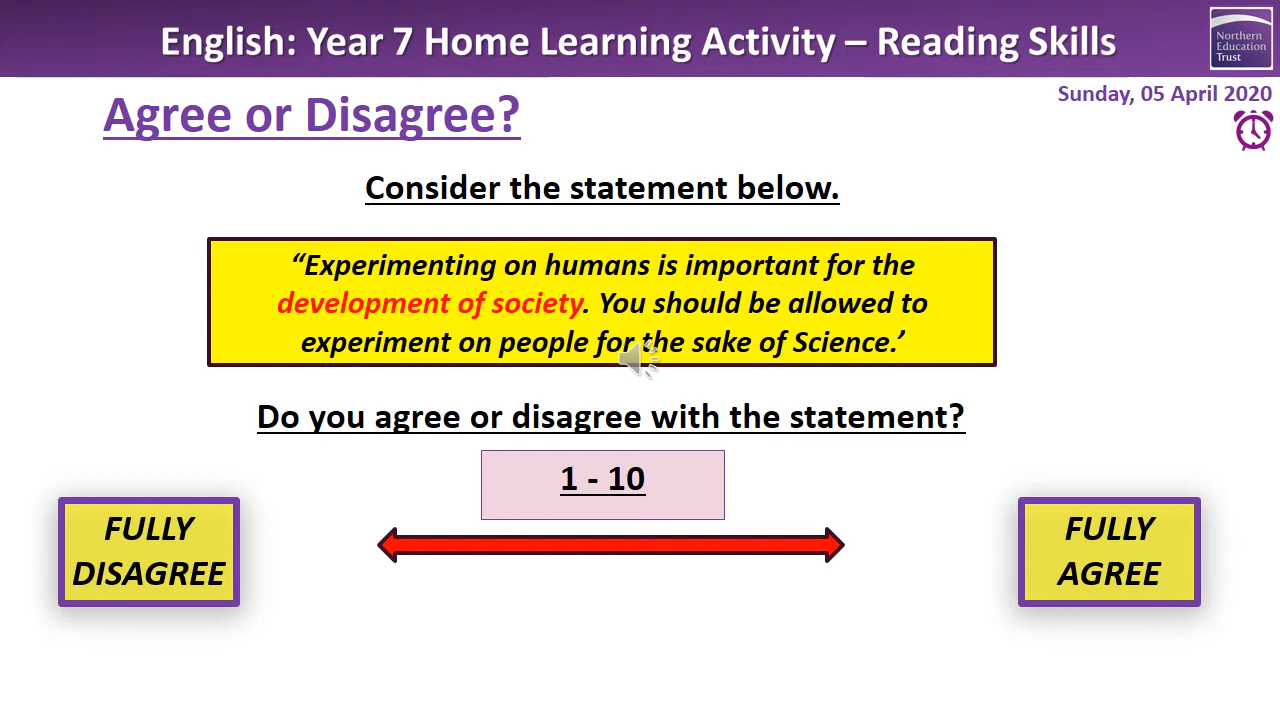 English: Year 7 Home Learning Activity – Reading Skills
Northern
Education
Trust
Sunday, 05 April 2020
Agree or Disagree?
Consider the statement below.
“Experimenting on humans is important for the
development of society. You should be allowed to
experiment on people for the sake of Science.’
Do you agree or disagree with the statement?
1 - 10
FULLY
DISAGREE
FULLY
AGREE